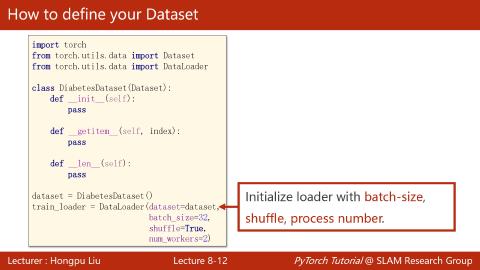 How to define your Dataset
import torch
from torch.utils.data import Dataset
from torch.utils.data import DataLoader
class DiabetesDataset(Dataset):
def __init__(self):
pass
def __getitem__(self, index):
pass
def __len__(self):
pass
dataset = DiabetesDataset()
train_loader = DataLoader(dataset=dataset,
batch_size=32,
shuffle=True,
num_workers=2)
Initialize loader with batch-size,
shuffle, process number.
Lecturer : Hongpu Liu
Lecture 8-12
PyTorch Tutorial @ SLAM Research Group